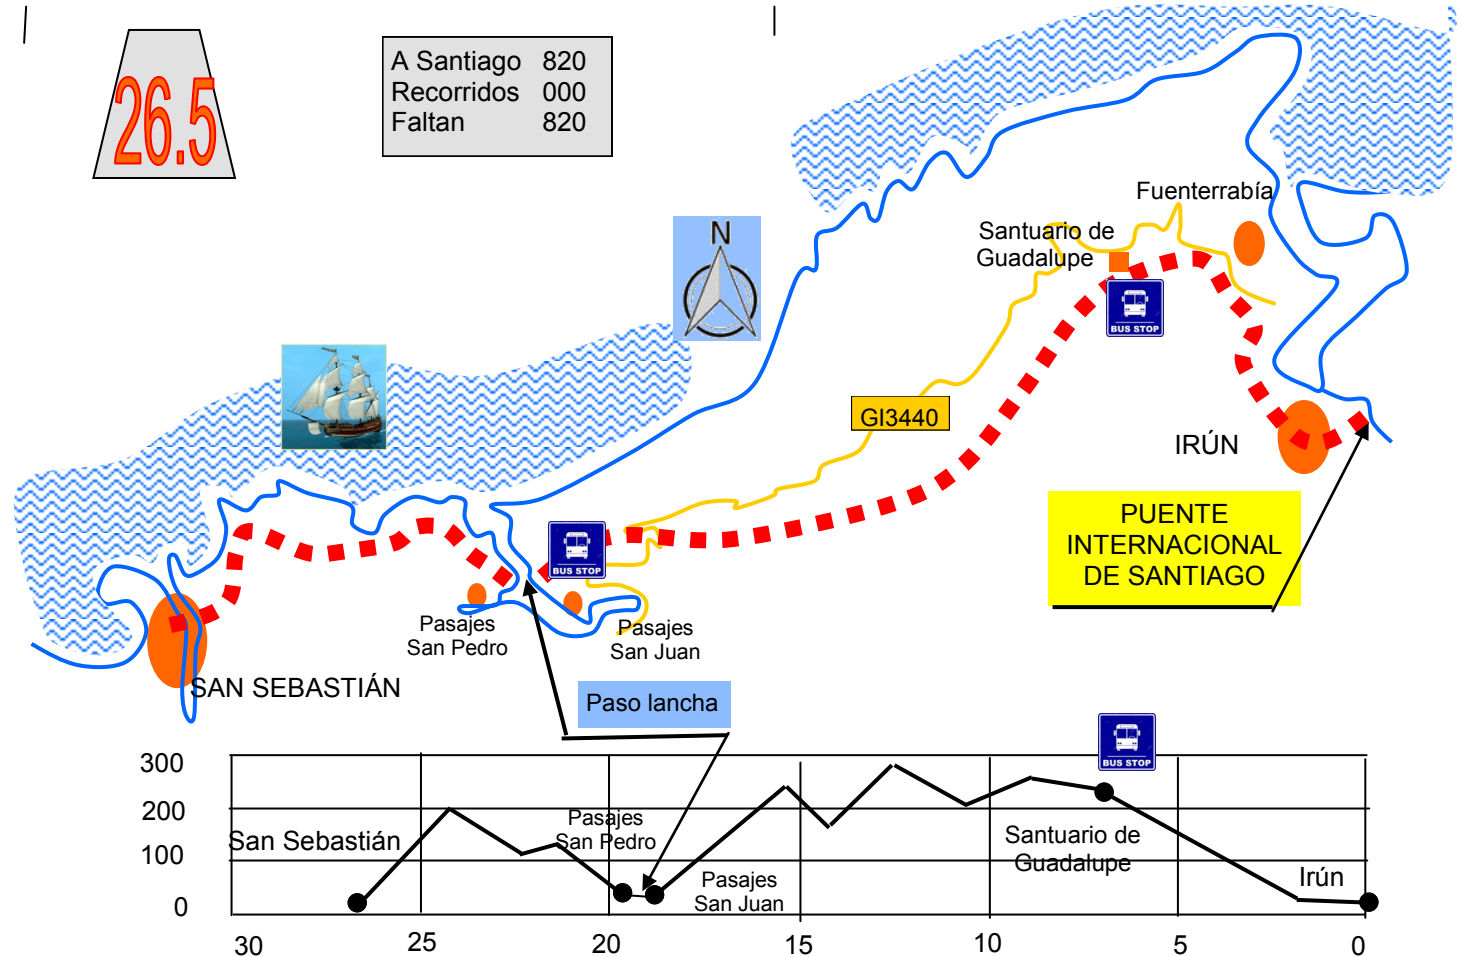 26.5
A Santiago 820
Recorridos 000
Faltan 820
Fuenterrabía
Santuario de
Guadalupe
N
BUS STOP
GI3440
IRÚN
PUENTE
INTERNACIONAL
DE SANTIAGO
BUS STOP
Pasajes
San Pedro
Pasajes
San Juan
SAN SEBASTIÁN
Paso lancha
BUS STOP
300
200
100
0
San Sebastián
Pasajes
San Pedro
Pasajes
San Juan
Santuario de
Guadalupe
Irún
30 25 20 15 10 5 0